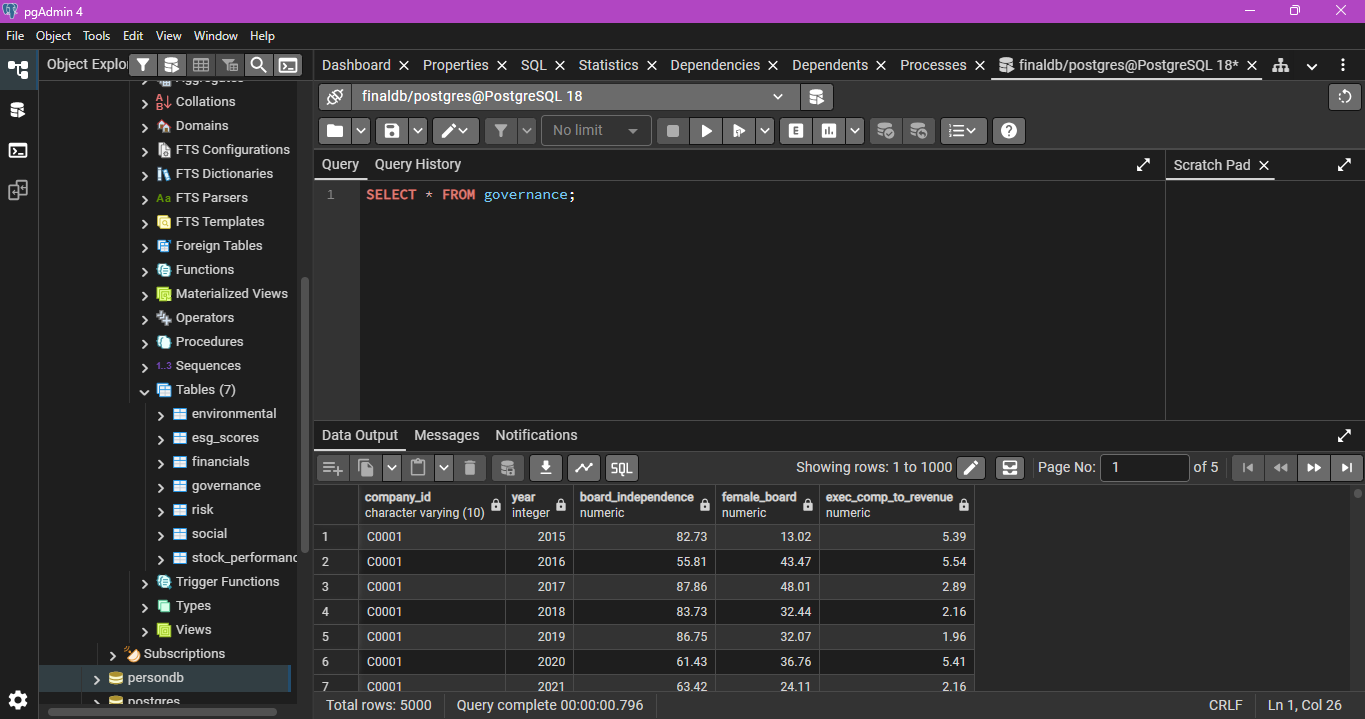 pgAdmin 4
File Object Tools Edit View Window Help
Object Explo
Dashboard Properties SQL Statistics Dependencies Dependents Processes finaldb/postgres@PostgreSQL 18*
finaldb/postgres@PostgreSQL 18
No limit
E
Query Query History
Scratch Pad
1 SELECT * FROM governance;
Aggregates
Collations
Domains
FTS Configurations
FTS Dictionaries
Aa FTS Parsers
FTS Templates
Foreign Tables
Functions
Materialized Views
Operators
Procedures
1..3 Sequences
Tables (7)
environmental
esg_scores
financials
governance
risk
social
stock_performanc
Trigger Functions
Types
Views
Subscriptions
persondb
postgres
Data Output Messages Notifications
SQL
Showing rows: 1 to 1000 Page No: 1 of 5
company_id year board_independence female_board exec_comp_to_revenue
character varying (10) integer numeric numeric numeric
1 C0001 2015 82.73 13.02 5.39
2 C0001 2016 55.81 43.47 5.54
3 C0001 2017 87.86 48.01 2.89
4 C0001 2018 83.73 32.44 2.16
5 C0001 2019 86.75 32.07 1.96
6 C0001 2020 61.43 36.76 5.41
7 C0001 2021 63.42 24.11 2.16
Total rows: 5000 Query complete 00:00:00.796 CRLF Ln 1, Col 26